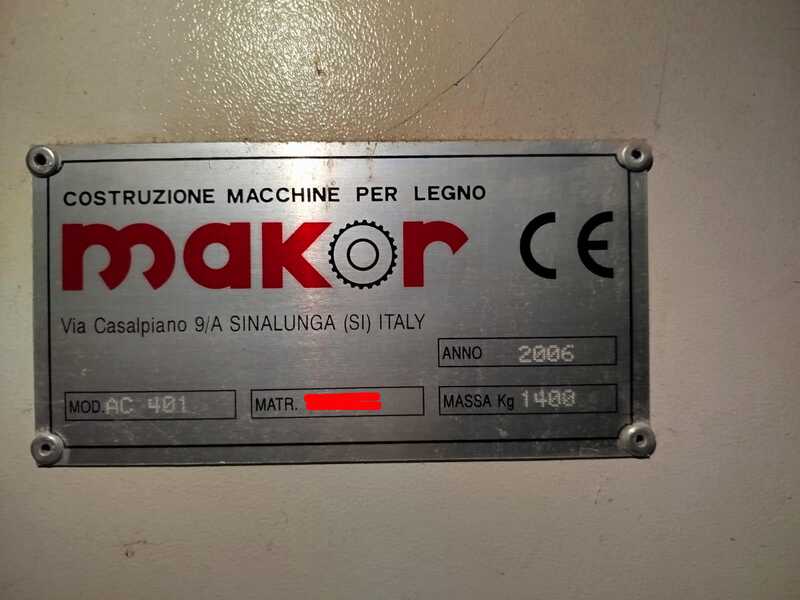 COSTRUZIONE MACCHINE PER LEGNO
makor CE
Via Casalpiano 9/A SINALUNGA (SI) ITALY
ANNO 2006
MOD. AC 401 MATR. MASSA Kg 1400